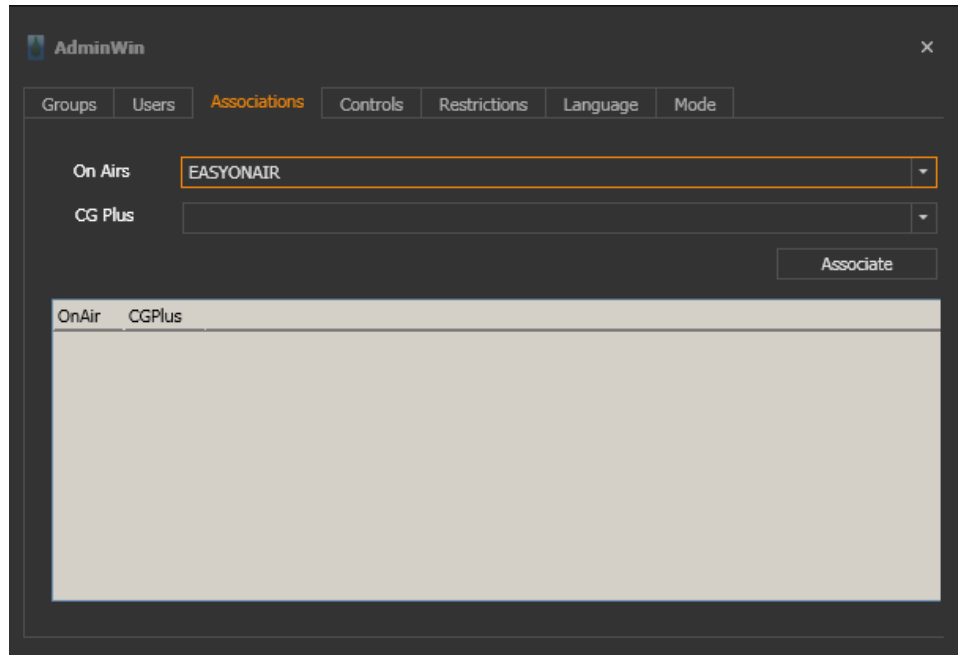 AdminWin
Groups Users Associations Controls Restrictions Language Mode
On Airs EASYONAIR
CG Plus
Associate
OnAir CGPlus